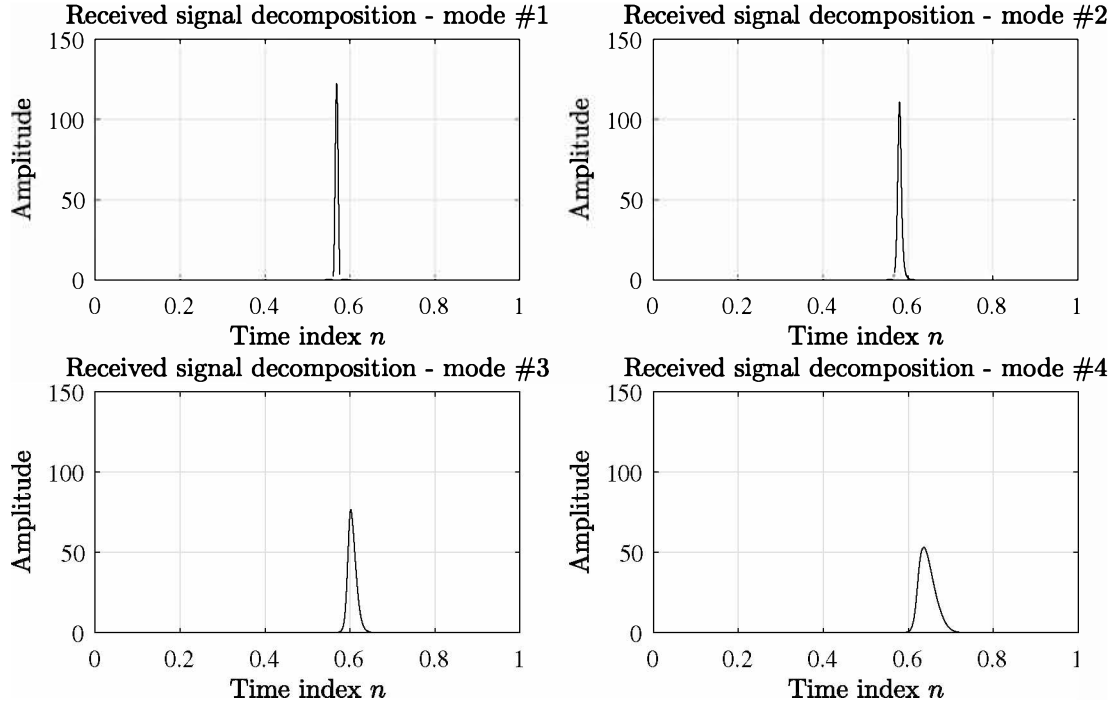 Received signal decomposition - mode #1
150
100
50
0
Amplitude
0 0.2 0.4 0.6 0.8 1
Time index n
Received signal decomposition - mode #2
150
100
50
0
Amplitude
0 0.2 0.4 0.6 0.8 1
Time index n
Received signal decomposition - mode #3
150
100
50
0
Amplitude
0 0.2 0.4 0.6 0.8 1
Time index n
Received signal decomposition - mode #4
150
100
50
0
Amplitude
0 0.2 0.4 0.6 0.8 1
Time index n